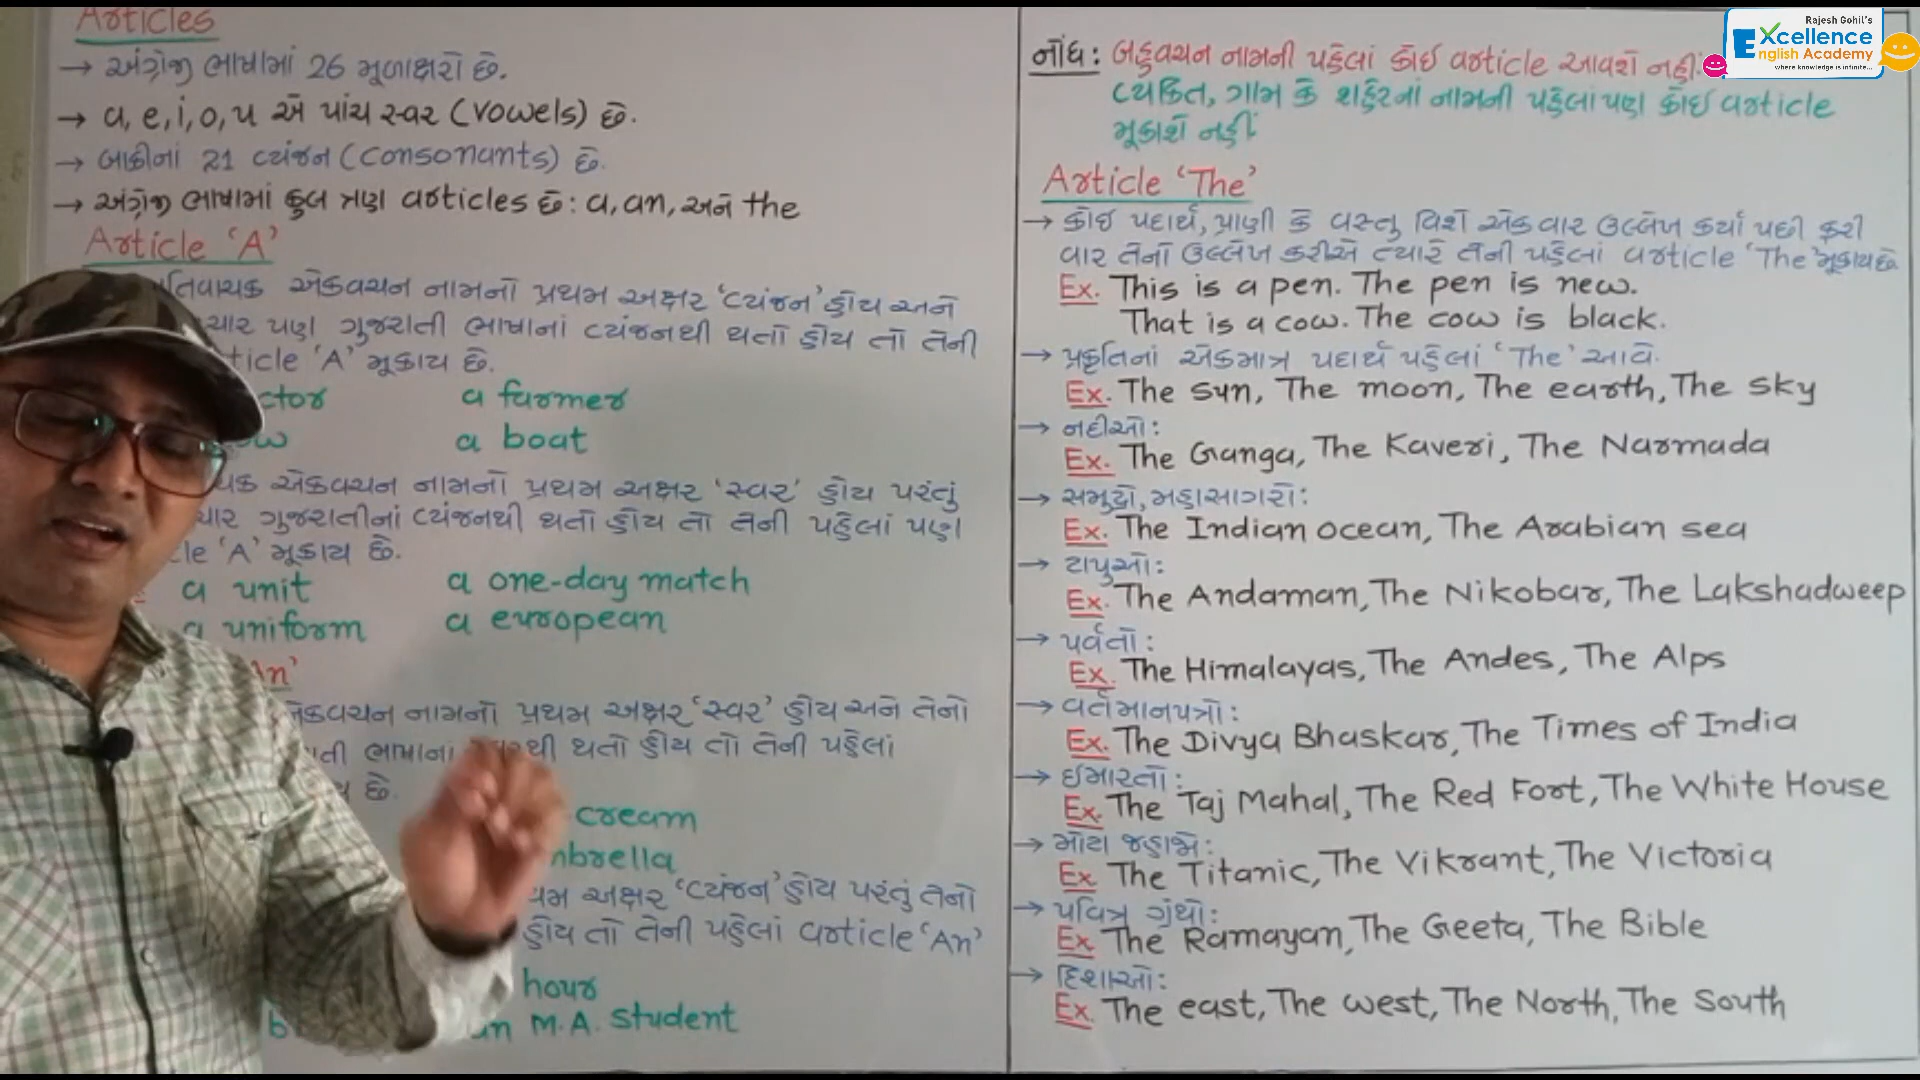 Articles
→ અંગ્રેજી ભાષામાં 26 મૂળાક્ષરો છે.
→ a, e, i, o, u એ પાંચ સ્વર (vowels) છે.
→ બાકીનાં 21 વ્યંજન (consonants) છે.
→ અંગ્રેજી ભાષામાં કુલ ત્રણ articles છે: a, an, અને the
Article 'A'
એકવચન નામનો પ્રથમ અક્ષર 'વ્યંજન' હોય અને
પણ ગુજરાતી ભાષાનાં વ્યંજનથી થતો હોય તો તેની
'A' મૂકાય છે.
a farmer
a boat
એકવચન નામનો પ્રથમ અક્ષર 'સ્વર' હોય પરંતુ
ગુજરાતીનાં વ્યંજનથી થતો હોય તો તેની પહેલાં પણ
'A' મૂકાય છે.
a unit a one-day match
a uniform a european
An'
એકવચન નામનો પ્રથમ અક્ષર 'સ્વર' હોય અને તેનો
ભાષાના થતો હોય તો તેની પહેલાં
છે.
cream
અક્ષર 'વ્યંજન' હોય પરંતુ તેનો
હોય તો તેની પહેલાં article 'An'
hour
M.A. student
નોંધ: બહુવચન નામની પહેલાં કોઈ article આવશે નહીં.
વ્યકિત, ગામ કે શહેરનાં નામની પહેલાં પણ કોઈ article
મૂકાશે નહીં
Article 'The'
→ કોઈ પદાર્થ, પ્રાણી કે વસ્તુ વિશે એકવાર ઉલ્લેખ કર્યા પછી ફરી
વાર તેનો ઉલ્લેખ કરીએ ત્યારે તેની પહેલાં article 'The' મૂકાય છે.
Ex. This is a pen. The pen is new.
That is a cow. The cow is black.
→ પ્રકૃતિનાં એકમાત્ર પદાર્થ પહેલાં 'The' આવે.
Ex. The sun, The moon, The earth, The sky
→ નદીઓ:
Ex. The Ganga, The Kaveri, The Narmada
→ સમુદ્રો, મહાસાગરો:
Ex. The Indian ocean, The Arabian sea
→ ટાપુઓ:
Ex. The Andaman, The Nikobar, The Lakshadweep
→ પર્વતો:
Ex. The Himalayas, The Andes, The Alps
→ વર્તમાનપત્રો:
Ex. The Divya Bhaskar, The Times of India
→ ઈમારતો:
Ex. The Taj Mahal, The Red Fort, The White House
→ મોટા જહાજો:
Ex. The Titanic, The Vikrant, The Victoria
→ પવિત્ર ગ્રંથો:
Ex. The Ramayan, The Geeta, The Bible
→ દિશાઓ:
Ex. The east, The west, The North, The South
Rajesh Gohil's
EXcellence
English Academy
where knowledge is infinite...